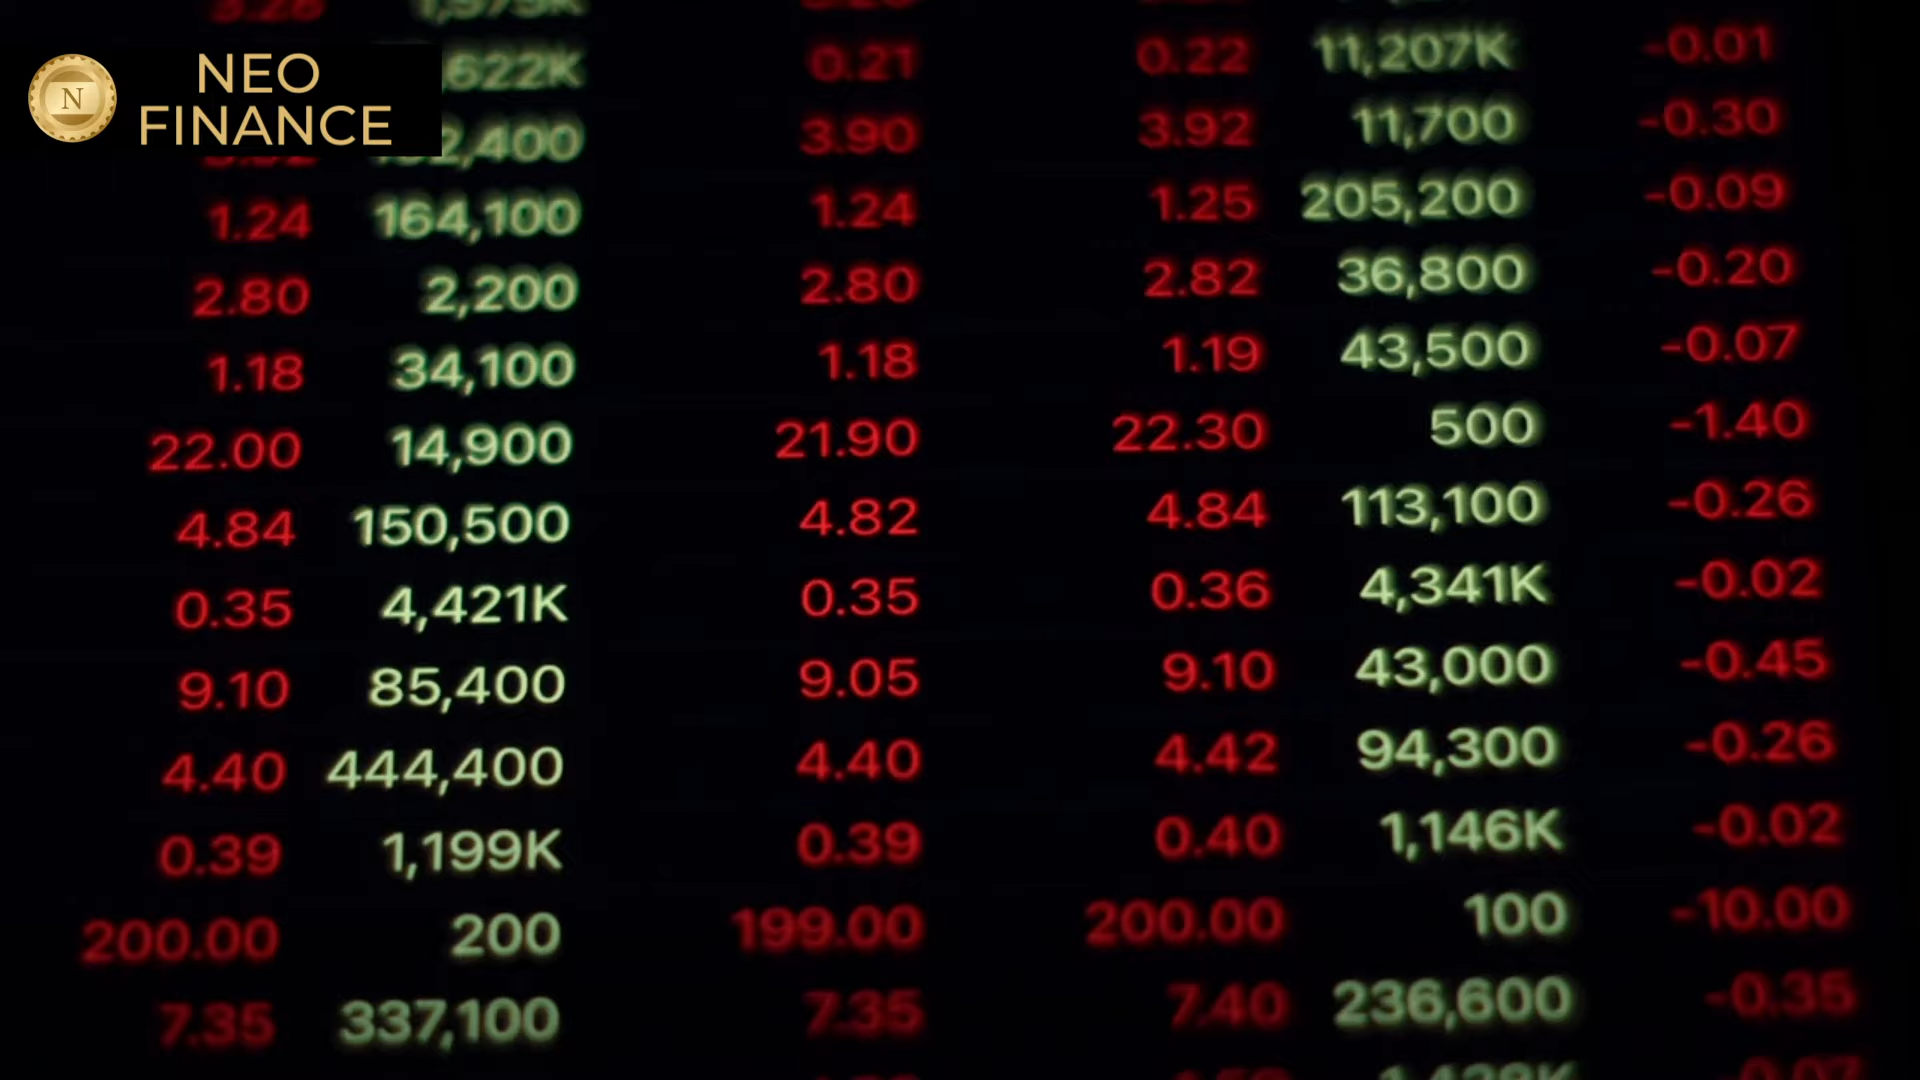 NEO
FINANCE
N
0.21 0.22 11,207K -0.01
3.90 3.92 11,700 -0.30
1.24 164,100 1.24 1.25 205,200 -0.09
2.80 2,200 2.80 2.82 36,800 -0.20
1.18 34,100 1.18 1.19 43,500 -0.07
22.00 14,900 21.90 22.30 500 -1.40
4.84 150,500 4.82 4.84 113,100 -0.26
0.35 4,421K 0.35 0.36 4,341K -0.02
9.10 85,400 9.05 9.10 43,000 -0.45
4.40 444,400 4.40 4.42 94,300 -0.26
0.39 1,199K 0.39 0.40 1,146K -0.02
200.00 200 199.00 200.00 100 -10.00
7.35 337,100 7.35 7.40 236,600 -0.35